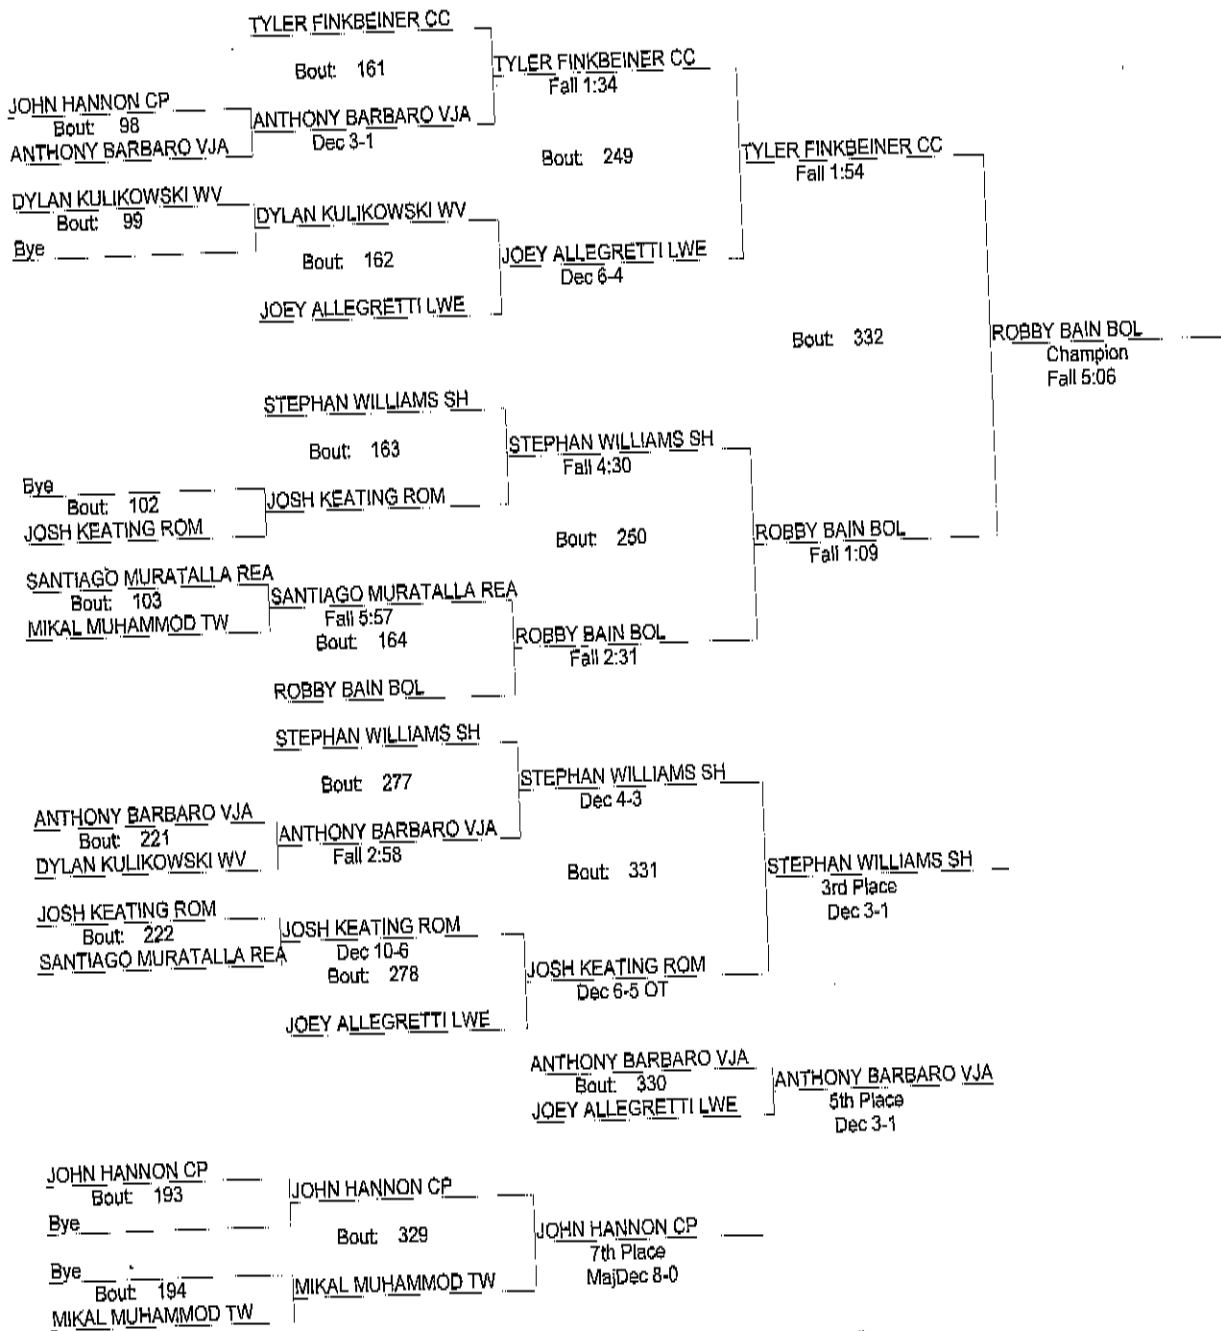 TYLER FINKBEINER CC
Bout: 161
TYLER FINKBEINER CC
Fall 1:34
JOHN HANNON CP
Bout: 98
ANTHONY BARBARO VJA
ANTHONY BARBARO VJA
Dec 3-1
Bout: 249
TYLER FINKBEINER CC
Fall 1:54
DYLAN KULIKOWSKI WV
Bout: 99
Bye
DYLAN KULIKOWSKI WV
Bout: 162
JOEY ALLEGRETTI LWE
JOEY ALLEGRETTI LWE
Dec 6-4
Bout: 332
ROBBY BAIN BOL
Champion
Fall 5:06
STEPHAN WILLIAMS SH
Bout: 163
STEPHAN WILLIAMS SH
Fall 4:30
Bye
Bout: 102
JOSH KEATING ROM
JOSH KEATING ROM
Bout: 250
ROBBY BAIN BOL
Fall 1:09
SANTIAGO MURATALLA REA
Bout: 103
MIKAL MUHAMMOD TW
SANTIAGO MURATALLA REA
Fall 5:57
Bout: 164
ROBBY BAIN BOL
ROBBY BAIN BOL
Fall 2:31
STEPHAN WILLIAMS SH
Bout: 277
STEPHAN WILLIAMS SH
Dec 4-3
ANTHONY BARBARO VJA
Bout: 221
DYLAN KULIKOWSKI WV
ANTHONY BARBARO VJA
Fall 2:58
Bout: 331
STEPHAN WILLIAMS SH
3rd Place
Dec 3-1
JOSH KEATING ROM
Bout: 222
SANTIAGO MURATALLA REA
JOSH KEATING ROM
Dec 10-6
Bout: 278
JOEY ALLEGRETTI LWE
JOSH KEATING ROM
Dec 6-5 OT
ANTHONY BARBARO VJA
Bout: 330
JOEY ALLEGRETTI LWE
ANTHONY BARBARO VJA
5th Place
Dec 3-1
JOHN HANNON CP
Bout: 193
Bye
JOHN HANNON CP
Bout: 329
JOHN HANNON CP
7th Place
MajDec 8-0
Bye
Bout: 194
MIKAL MUHAMMOD TW
MIKAL MUHAMMOD TW